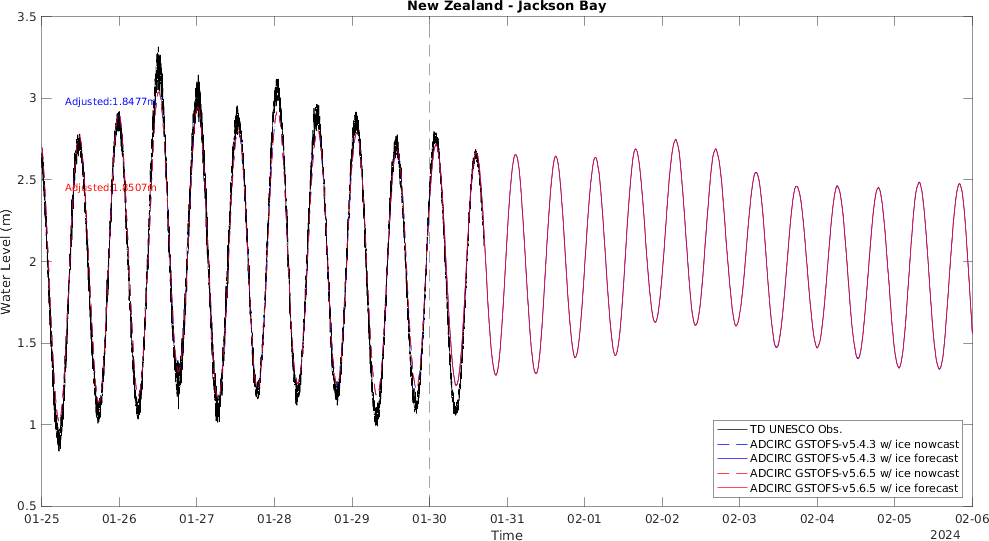 New Zealand - Jackson Bay
3.5
3
2.5
2
1.5
1
0.5
Water Level (m)
Adjusted:1.8477m
Adjusted:1.8507m
TD UNESCO Obs.
ADCIRC GSTOFS-v5.4.3 w/ ice nowcast
ADCIRC GSTOFS-v5.4.3 w/ ice forecast
ADCIRC GSTOFS-v5.6.5 w/ ice nowcast
ADCIRC GSTOFS-v5.6.5 w/ ice forecast
01-25 01-26 01-27 01-28 01-29 01-30 01-31 02-01 02-02 02-03 02-04 02-05 02-06
Time
2024